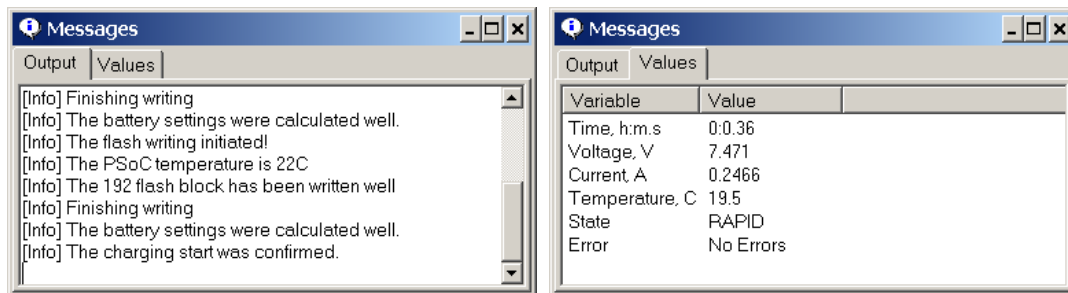 Messages
Output Values
[Info] Finishing writing
[Info] The battery settings were calculated well.
[Info] The flash writing initiated!
[Info] The PSoC temperature is 22C
[Info] The 192 flash block has been written well
[Info] Finishing writing
[Info] The battery settings were calculated well.
[Info] The charging start was confirmed.
Messages
Output Values
Variable Value
Time, h:m.s 0:0.36
Voltage, V 7.471
Current, A 0.2466
Temperature, C 19.5
State RAPID
Error No Errors